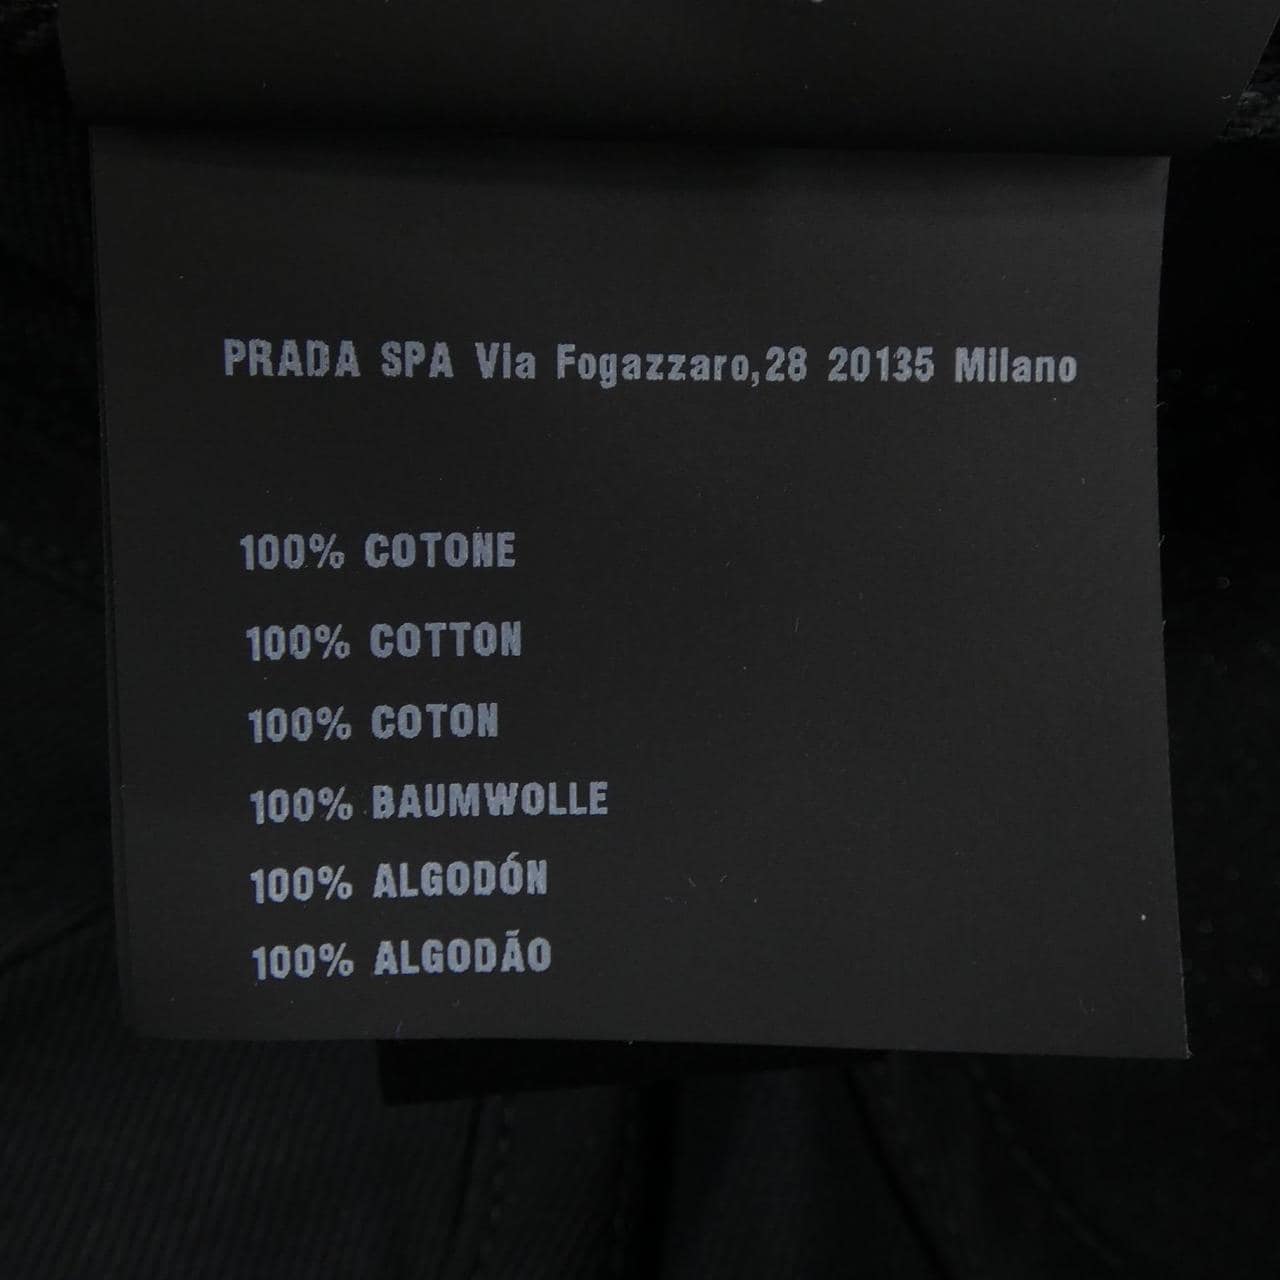 PRADA SPA Via Fogazzaro,28 20135 Milano
100% COTONE
100% COTTON
100% COTON
100% BAUMWOLLE
100% ALGODÓN
100% ALGODÃO